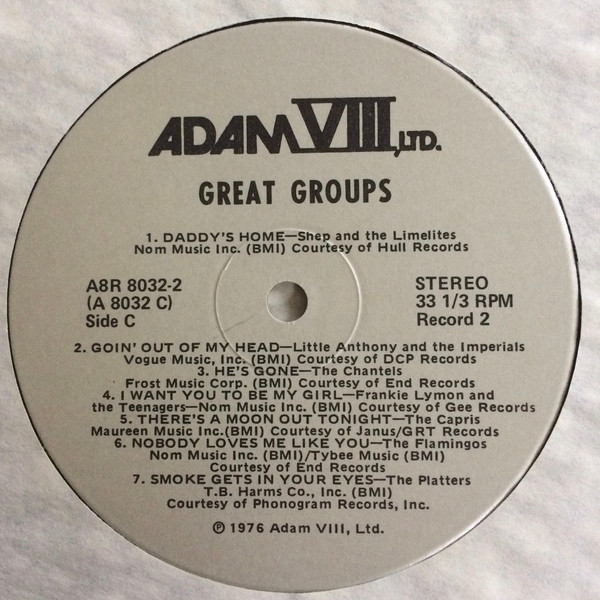 ADAM VIII, LTD.
GREAT GROUPS
1. DADDY'S HOME—Shep and the Limelites
Nom Music Inc. (BMI) Courtesy of Hull Records
A8R 8032-2
(A 8032 C)
Side C
STEREO
33 1/3 RPM
Record 2
2. GOIN' OUT OF MY HEAD—Little Anthony and the Imperials
Vogue Music, Inc. (BMI) Courtesy of DCP Records
3. HE'S GONE—The Chantels
Frost Music Corp. (BMI) Courtesy of End Records
4. I WANT YOU TO BE MY GIRL—Frankie Lymon and
the Teenagers—Nom Music Inc. (BMI) Courtesy of Gee Records
5. THERE'S A MOON OUT TONIGHT—The Capris
Maureen Music Inc.(BMI) Courtesy of Janus/GRT Records
6. NOBODY LOVES ME LIKE YOU—The Flamingos
Nom Music Inc. (BMI)/Tybee Music (BMI)
Courtesy of End Records
7. SMOKE GETS IN YOUR EYES—The Platters
T.B. Harms Co., Inc. (BMI)
Courtesy of Phonogram Records, Inc.
℗ 1976 Adam VIII, Ltd.